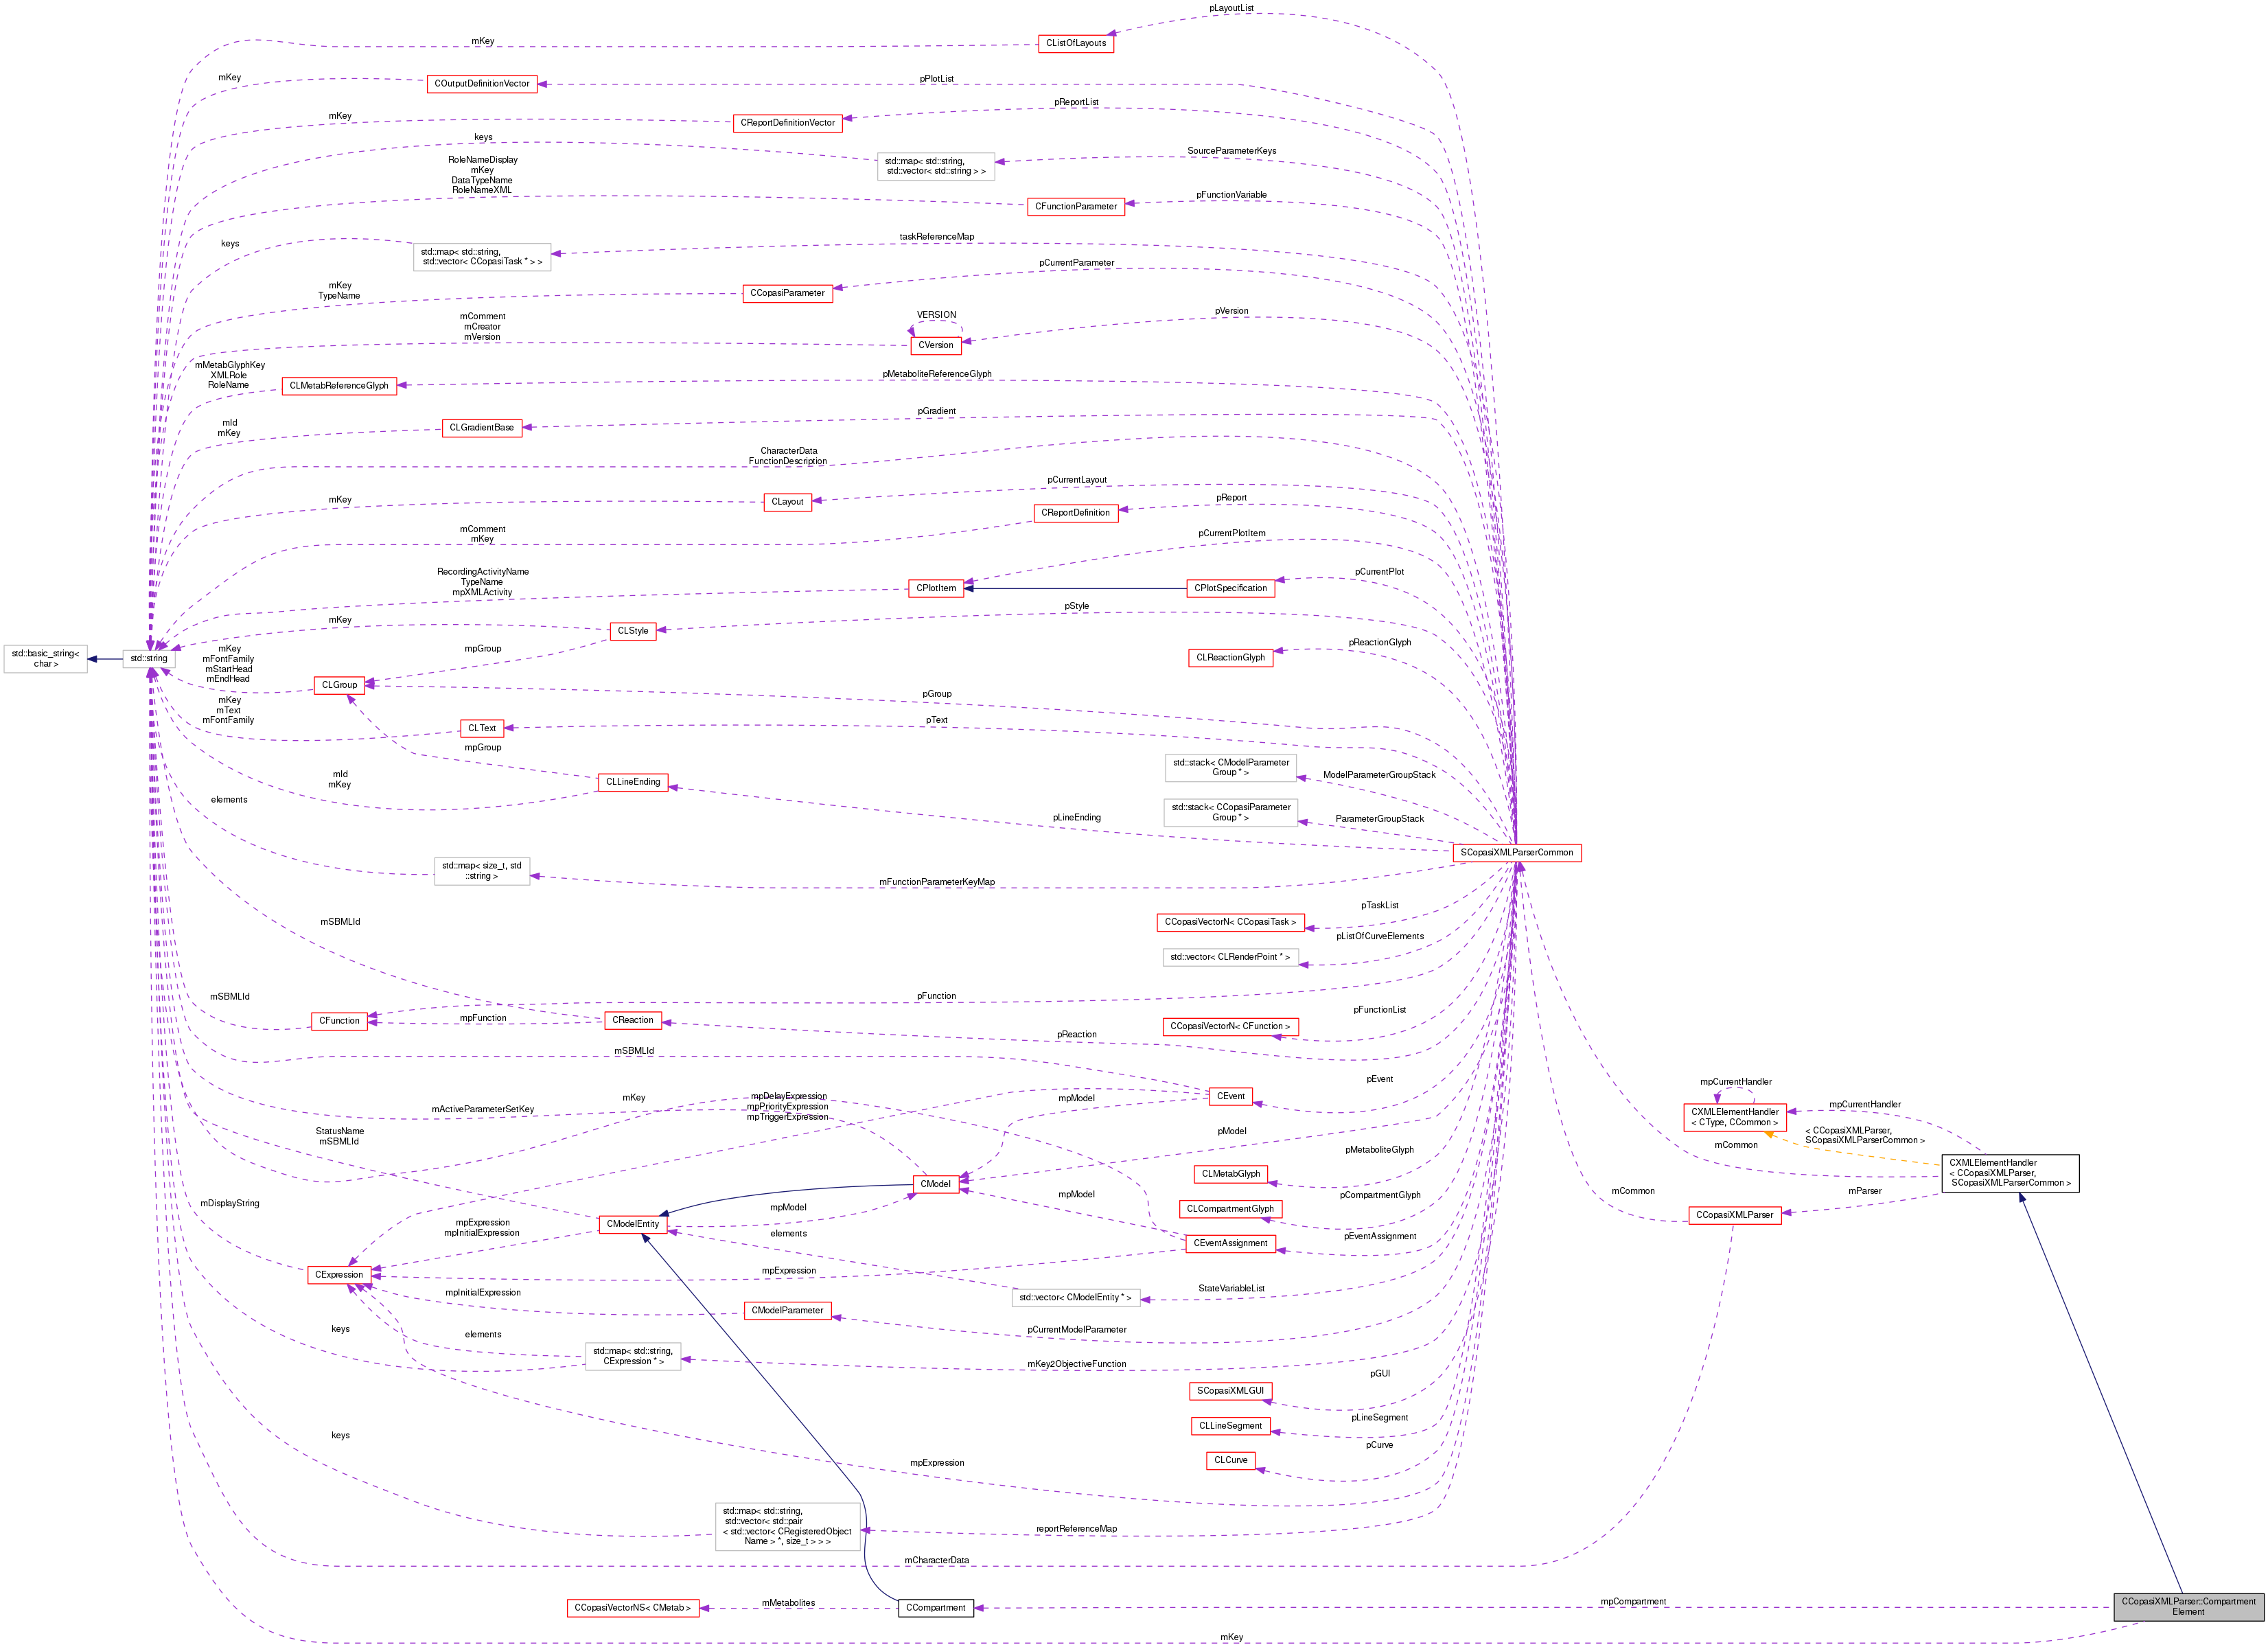 pLayoutList
mKey
CListOfLayouts
mKey
pPlotList
COutputDefinitionVector
pReportList
mKey
CReportDefinitionVector
keys
SourceParameterKeys
std::map< std::string,
std::vector< std::string > >
RoleNameDisplay
mKey
DataTypeName
RoleNameXML
pFunctionVariable
CFunctionParameter
keys
taskReferenceMap
std::map< std::string,
std::vector< CCopasiTask * > >
pCurrentParameter
mKey
TypeName
CCopasiParameter
mComment
mCreator
mVersion
VERSION
pVersion
CVersion
mMetabGlyphKey
XMLRole
RoleName
CLMetabReferenceGlyph
pMetaboliteReferenceGlyph
mId
mKey
CLGradientBase
pGradient
CharacterData
FunctionDescription
pCurrentLayout
mKey
CLayout
pReport
CReportDefinition
mComment
mKey
pCurrentPlotItem
RecordingActivityName
TypeName
mpXMLActivity
CPlotItem
CPlotSpecification
pCurrentPlot
pStyle
mKey
CLStyle
pReactionGlyph
CLReactionGlyph
std::basic_string<
char >
std::string
mKey
mFontFamily
mStartHead
mEndHead
mpGroup
CLGroup
pGroup
mKey
mText
mFontFamily
CLText
pText
mpGroup
std::stack< CModelParameter
Group * >
ModelParameterGroupStack
mId
mKey
CLLineEnding
pLineEnding
std::stack< CCopasiParameter
Group * >
ParameterGroupStack
elements
SCopasiXMLParserCommon
std::map< size_t, std
::string >
mFunctionParameterKeyMap
mSBMLId
CCopasiVectorN< CCopasiTask >
pTaskList
pListOfCurveElements
std::vector< CLRenderPoint * >
mSBMLId
pFunction
pFunctionList
CFunction
mpFunction
CReaction
pReaction
CCopasiVectorN< CFunction >
mSBMLId
pEvent
CEvent
mpModel
mActiveParameterSetKey
mKey
mpDelayExpression
mpPriorityExpression
mpTriggerExpression
mpCurrentHandler
CXMLElementHandler
< CType, CCommon >
mpCurrentHandler
< CCopasiXMLParser,
SCopasiXMLParserCommon >
mCommon
StatusName
mSBMLId
pModel
pMetaboliteGlyph
CXMLElementHandler
< CCopasiXMLParser,
SCopasiXMLParserCommon >
CLMetabGlyph
CModel
mDisplayString
mpModel
pCompartmentGlyph
mCommon
mParser
CLCompartmentGlyph
CCopasiXMLParser
mpExpression
mpInitialExpression
CModelEntity
mpModel
elements
CEventAssignment
pEventAssignment
CExpression
mpExpression
mpInitialExpression
CModelParameter
std::vector< CModelEntity * >
StateVariableList
keys
elements
pCurrentModelParameter
std::map< std::string,
CExpression * >
mKey2ObjectiveFunction
pGUI
SCopasiXMLGUI
pLineSegment
CLLineSegment
keys
mpExpression
pCurve
CLCurve
std::map< std::string,
std::vector< std::pair
< std::vector< CRegisteredObject
Name > *, size_t > > >
reportReferenceMap
mCharacterData
CCopasiVectorNS< CMetab >
mMetabolites
CCompartment
mpCompartment
CCopasiXMLParser::Compartment
Element
mKey